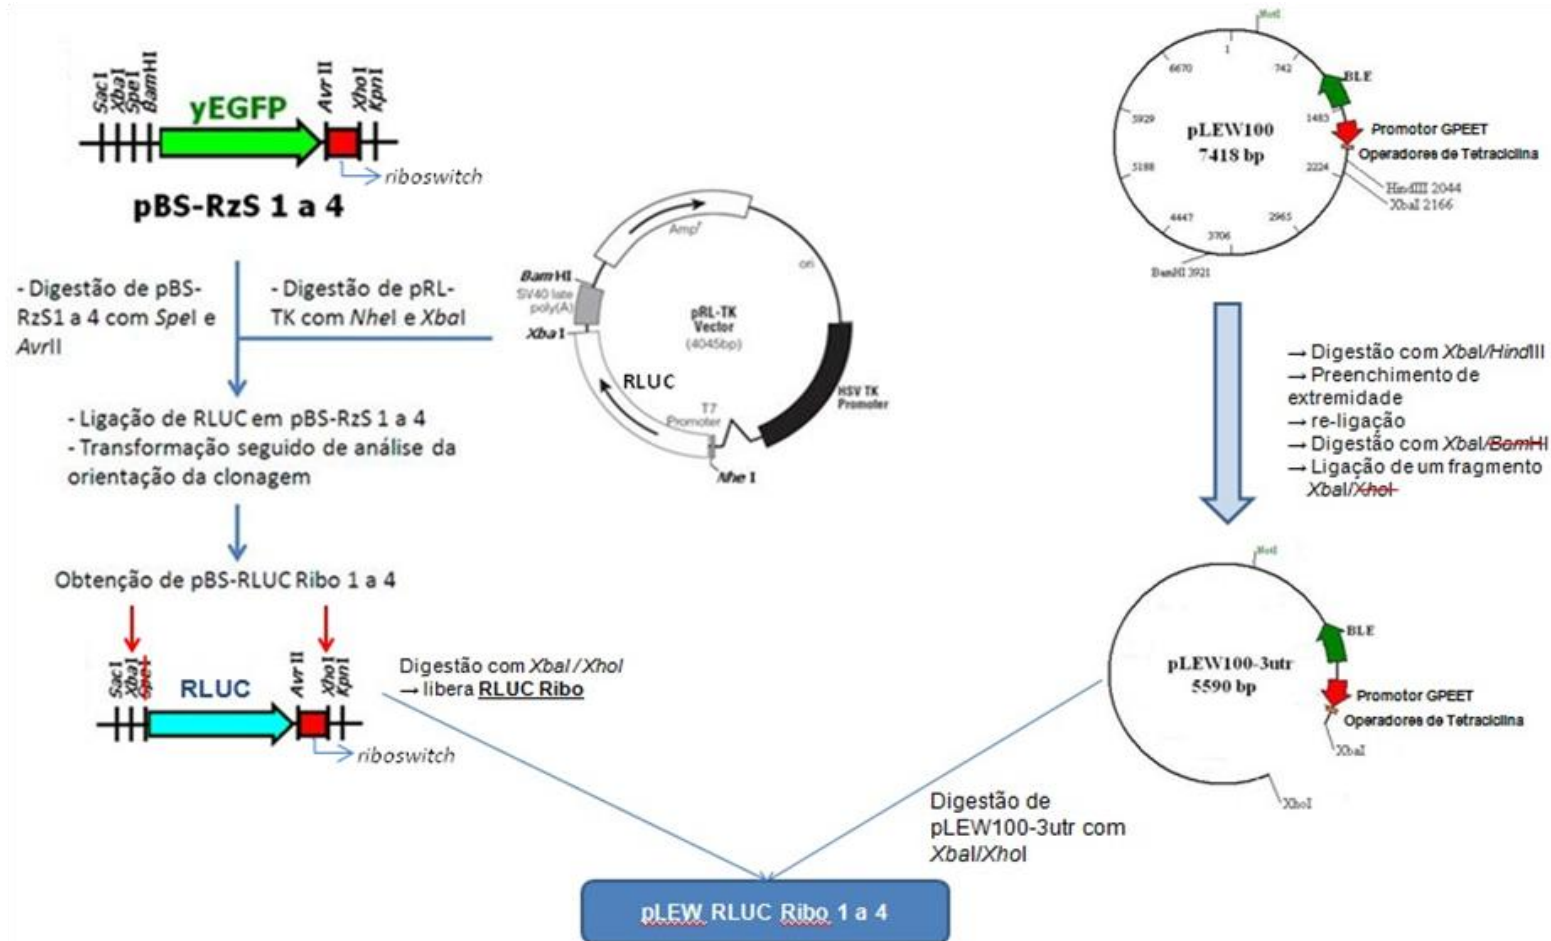 SacI
XbaI
SpeI
BamHI
yEGFP
Avr II
XhoI
KpnI
riboswitch
pBS-RzS 1 a 4
- Digestão de pBS-
RzS1 a 4 com SpeI e
AvrII
- Digestão de pRL-
TK com NheI e XbaI
Amp^r
ori
BamHI
SV40 late
poly(A)
XbaI
pRL-TK
Vector
(4045bp)
RLUC
T7
Promoter
HSV TK
Promoter
Nhe I
- Ligação de RLUC em pBS-RzS 1 a 4
- Transformação seguido de análise da
orientação da clonagem
Obtenção de pBS-RLUC Ribo 1 a 4
SacI
XbaI
SpeI
RLUC
Avr II
XhoI
KpnI
riboswitch
Digestão com XbaI / XhoI
→ libera RLUC Ribo
NotI
1
742
1483
2224
2965
3706
4447
5188
5929
6670
BLE
pLEW100
7418 bp
Promotor GPEET
Operadores de Tetraciclina
HindIII 2044
XbaI 2166
BamHI 3921
→ Digestão com XbaI/HindIII
→ Preenchimento de
extremidade
→ re-ligação
→ Digestão com XbaI/BamHI
→ Ligação de um fragmento
XbaI/XhoI
NotI
BLE
pLEW100-3utr
5590 bp
Promotor GPEET
Operadores de Tetraciclina
XbaI
XhoI
Digestão de
pLEW100-3utr com
XbaI/XhoI
pLEW RLUC Ribo 1 a 4